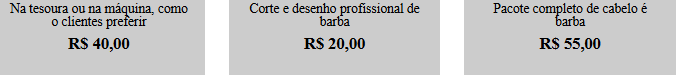 Na tesoura ou na máquina, como
o clientes preferir
R$ 40,00
Corte e desenho profissional de
barba
R$ 20,00
Pacote completo de cabelo é
barba
R$ 55,00